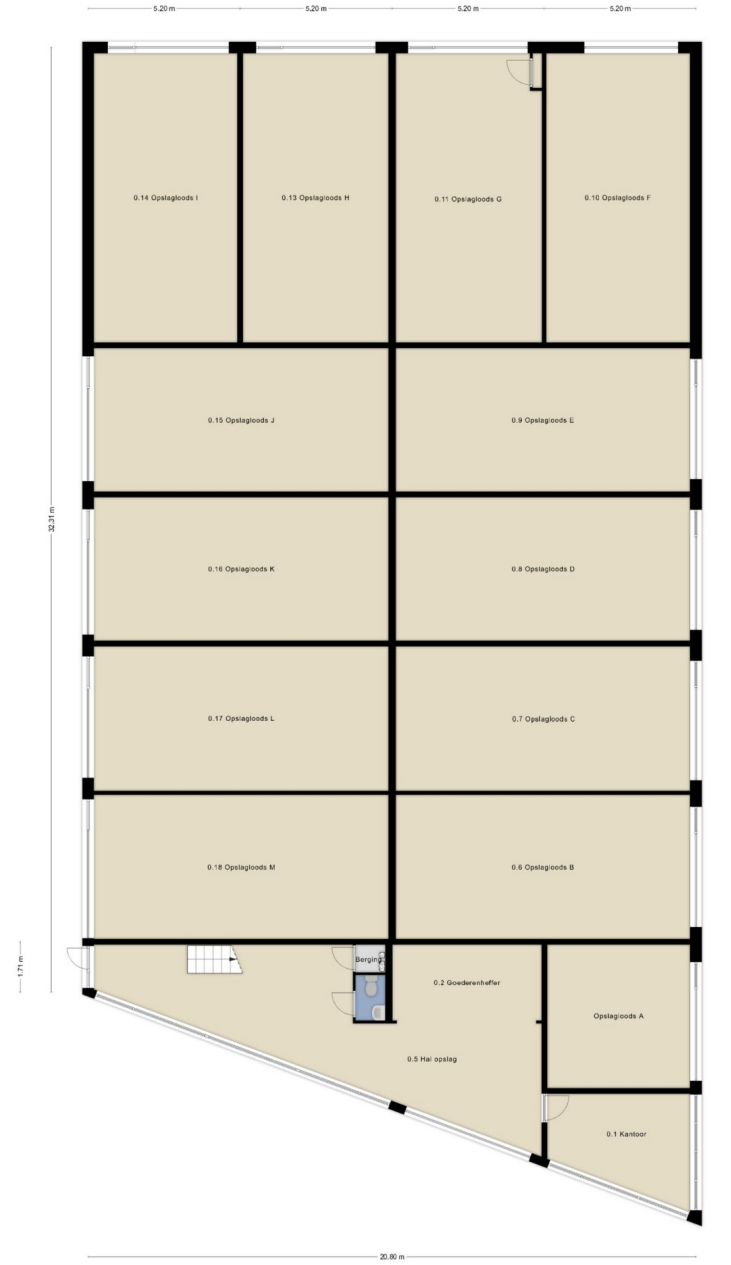 5.20 m 5.20 m 5.20 m 5.20 m
0.14 Opslagloods I 0.13 Opslagloods H 0.11 Opslagloods G 0.10 Opslagloods F
0.15 Opslagloods J 0.9 Opslagloods E
32.31 m
0.16 Opslagloods K 0.8 Opslagloods D
0.17 Opslagloods L 0.7 Opslagloods C
0.18 Opslagloods M 0.6 Opslagloods B
1.71 m
Berging
0.2 Goederenheffer
Opslagloods A
0.5 Hal opslag
0.1 Kantoor
20.80 m